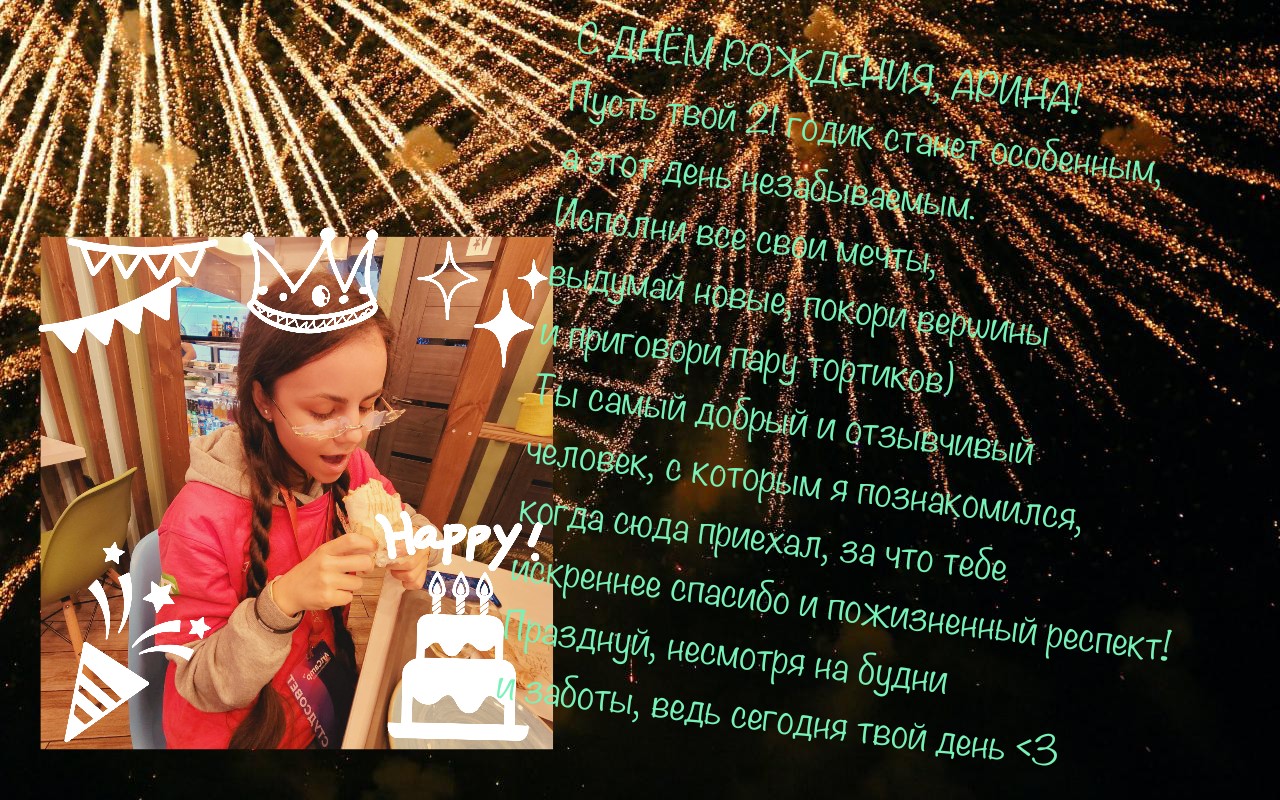 С ДНЁМ РОЖДЕНИЯ, АРИНА!
Пусть твой 21 годик станет особенным,
а этот день незабываемым.
Исполни все свои мечты,
выдумай новые, покори вершины
и приговори пару тортиков)
Ты самый добрый и отзывчивый
человек, с которым я познакомился,
когда сюда приехал, за что тебе
искреннее спасибо и пожизненный респект!
Празднуй, несмотря на будни
и заботы, ведь сегодня твой день <3
Happy!
СТУДСОВЕТ